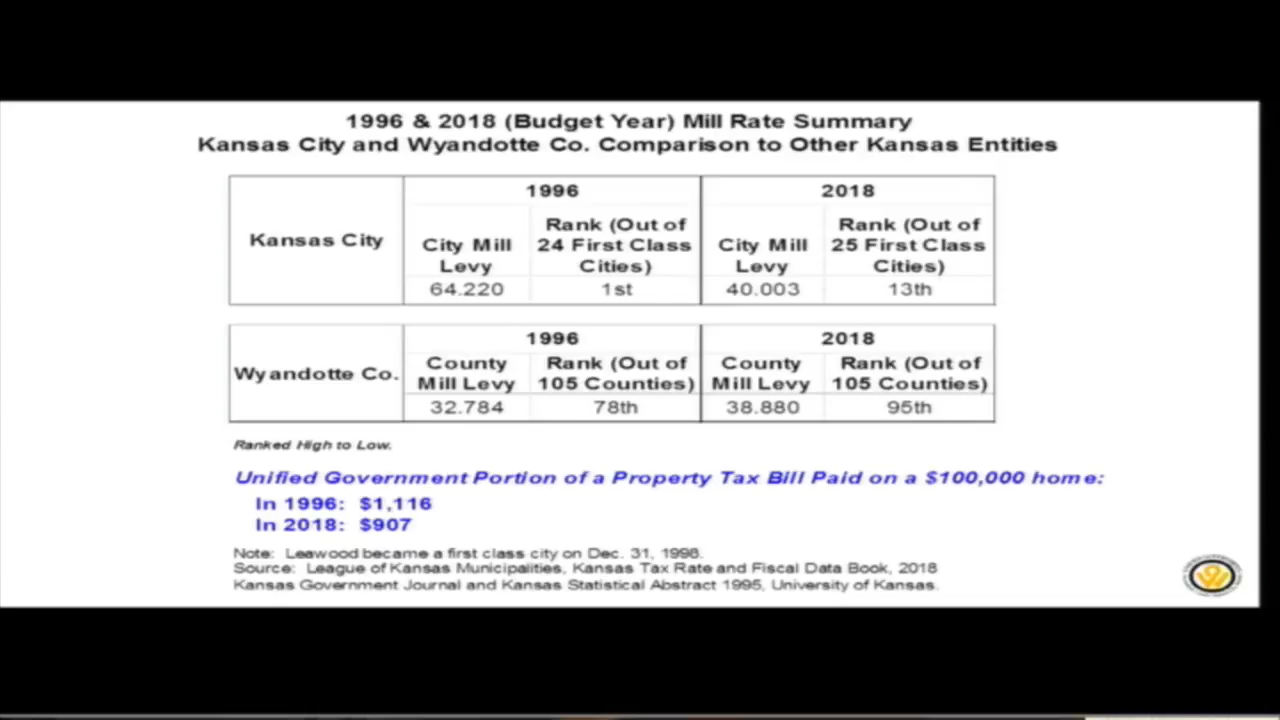 1996 & 2018 (Budget Year) Mill Rate Summary
Kansas City and Wyandotte Co. Comparison to Other Kansas Entities
Kansas City
1996
2018
City Mill Levy
Rank (Out of 24 First Class Cities)
City Mill Levy
Rank (Out of 25 First Class Cities)
64.220
1st
40.003
13th
Wyandotte Co.
1996
2018
County Mill Levy
Rank (Out of 105 Counties)
County Mill Levy
Rank (Out of 105 Counties)
32.784
78th
38.880
95th
Ranked High to Low.
Unified Government Portion of a Property Tax Bill Paid on a $100,000 home:
In 1996: $1,116
In 2018: $907
Note: Leawood became a first class city on Dec. 31, 1998.
Source: League of Kansas Municipalities, Kansas Tax Rate and Fiscal Data Book, 2018
Kansas Government Journal and Kansas Statistical Abstract 1995, University of Kansas.